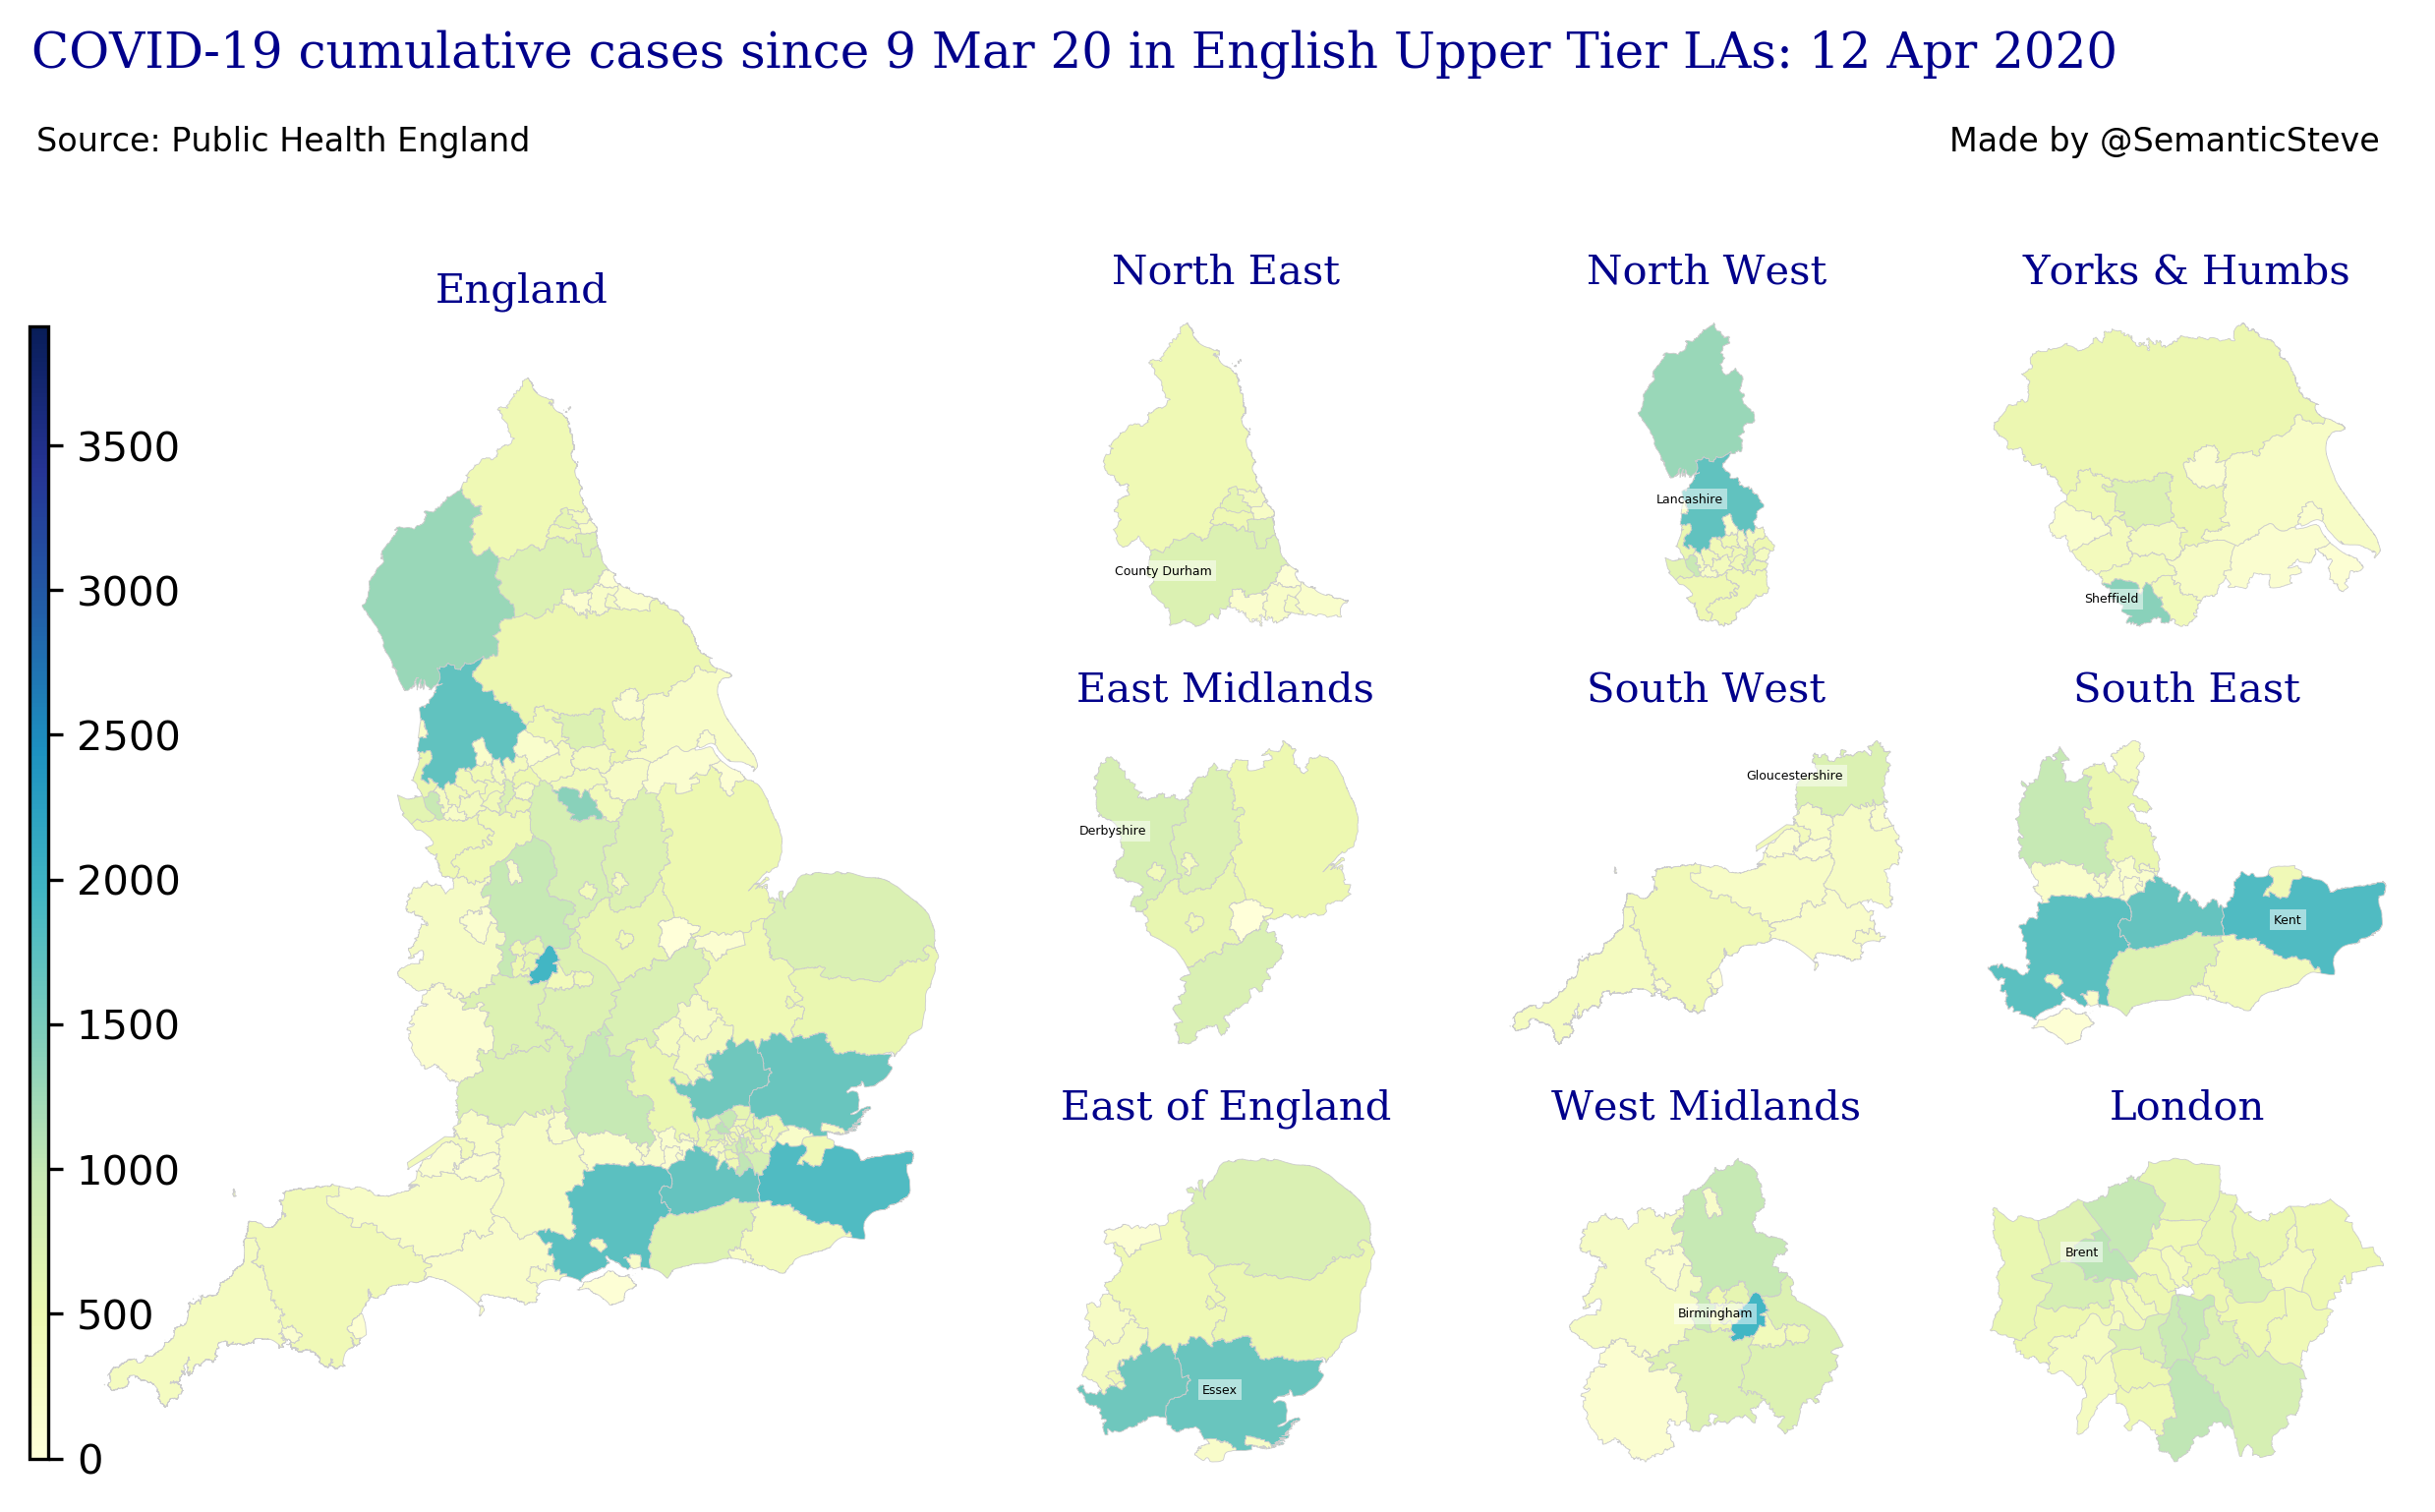 COVID-19 cumulative cases since 9 Mar 20 in English Upper Tier LAs: 12 Apr 2020
Source: Public Health England
Made by @SemanticSteve
England
3500
3000
2500
2000
1500
1000
500
0
North East
County Durham
North West
Lancashire
Yorks & Humbs
Sheffield
East Midlands
Derbyshire
South West
Gloucestershire
South East
Kent
East of England
Essex
West Midlands
Birmingham
London
Brent